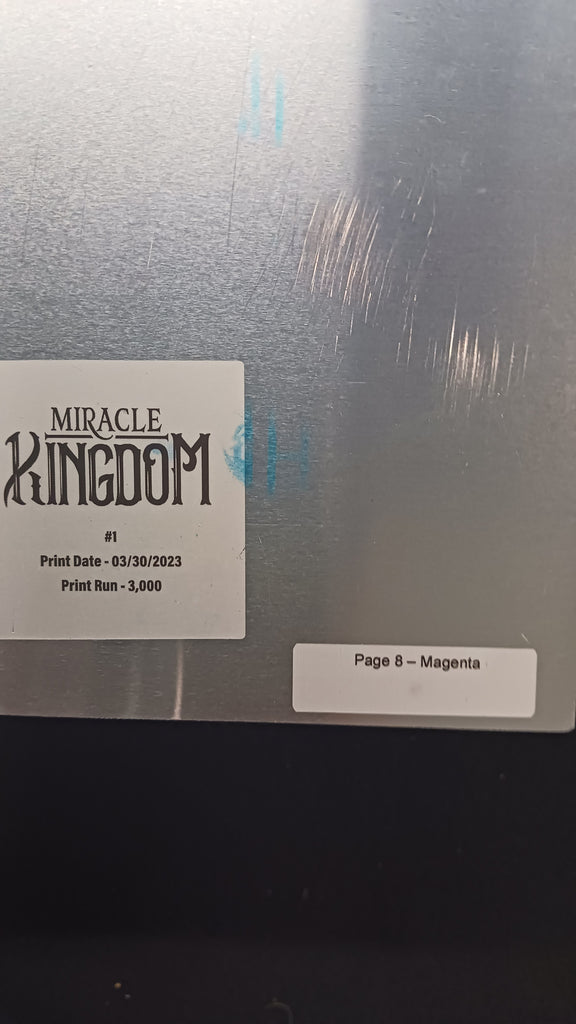 MIRACLE
KINGDOM
#1
Print Date - 03/30/2023
Print Run - 3,000
Page 8 – Magenta